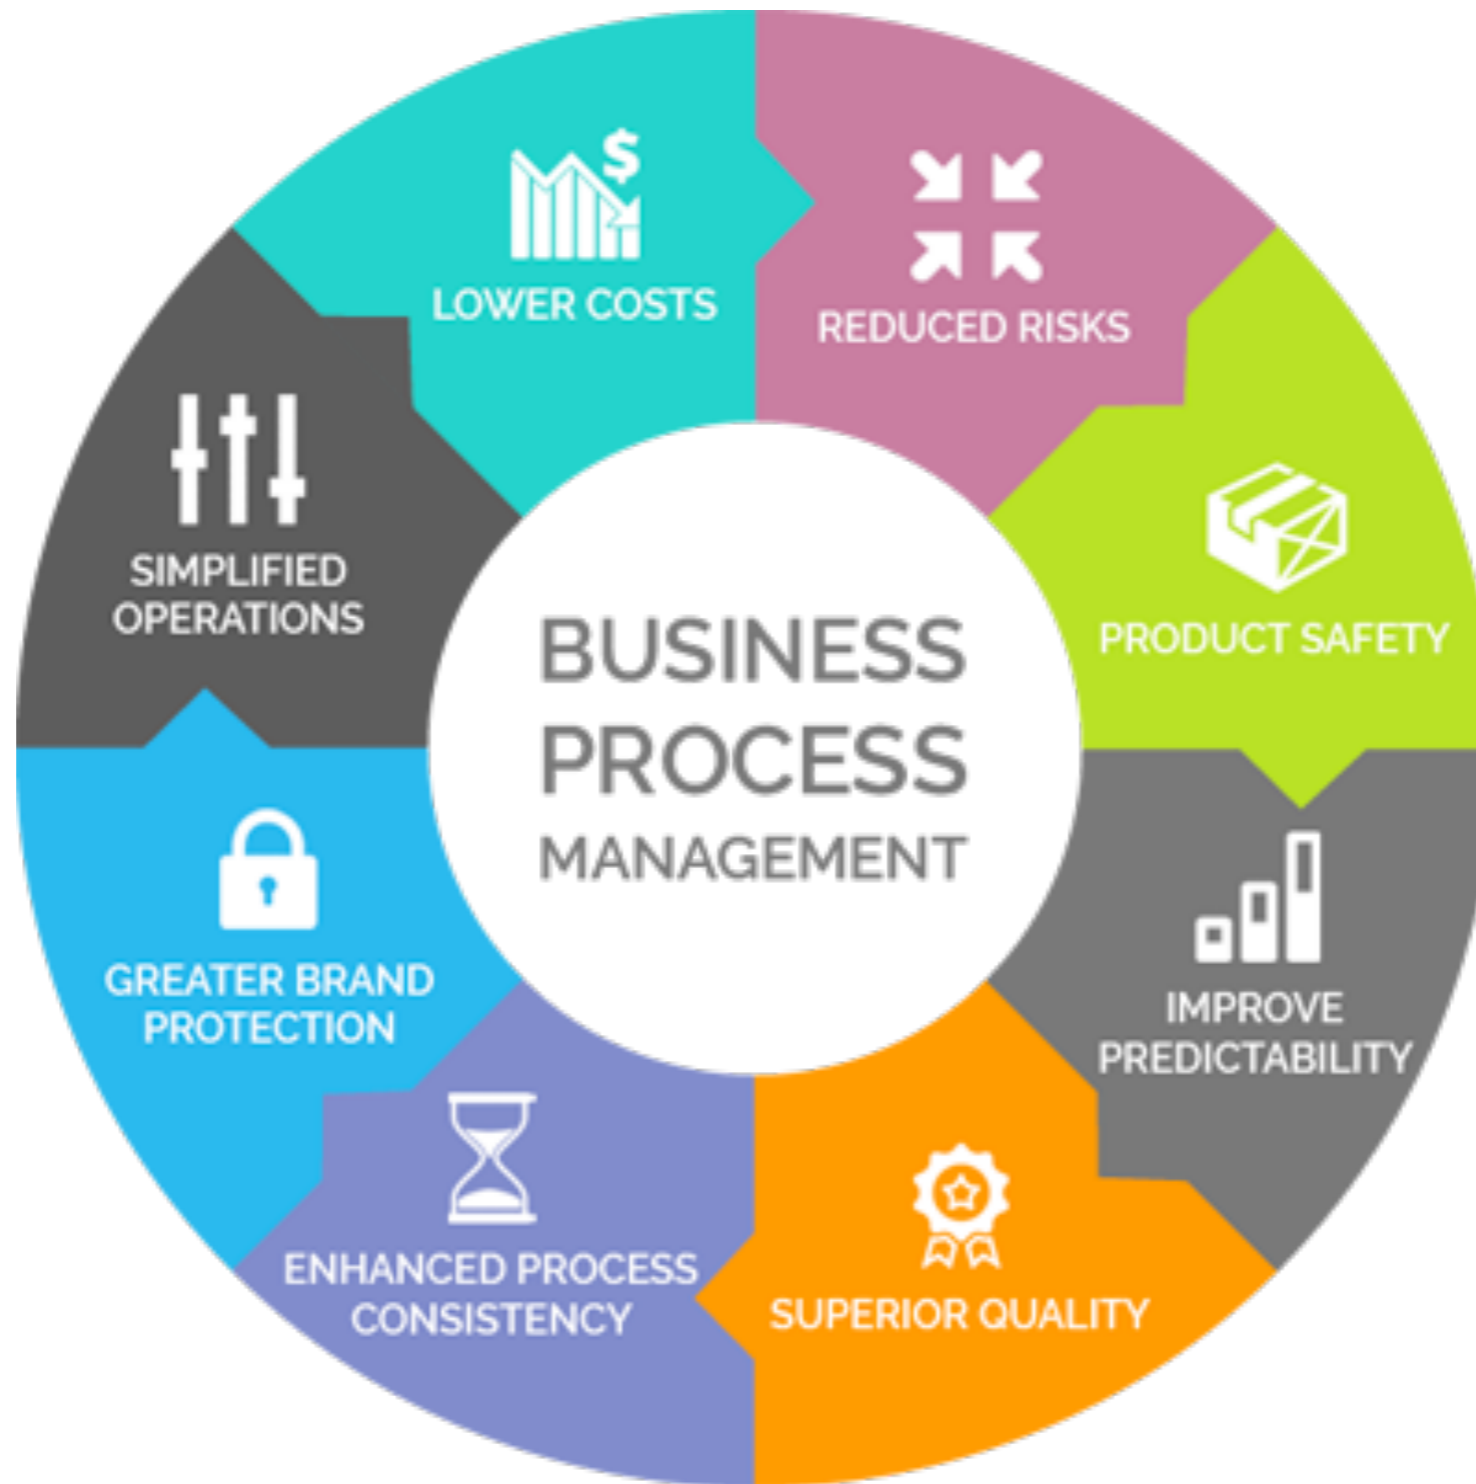 LOWER COSTS
REDUCED RISKS
PRODUCT SAFETY
IMPROVE
PREDICTABILITY
SUPERIOR QUALITY
ENHANCED PROCESS
CONSISTENCY
GREATER BRAND
PROTECTION
SIMPLIFIED
OPERATIONS
BUSINESS
PROCESS
MANAGEMENT